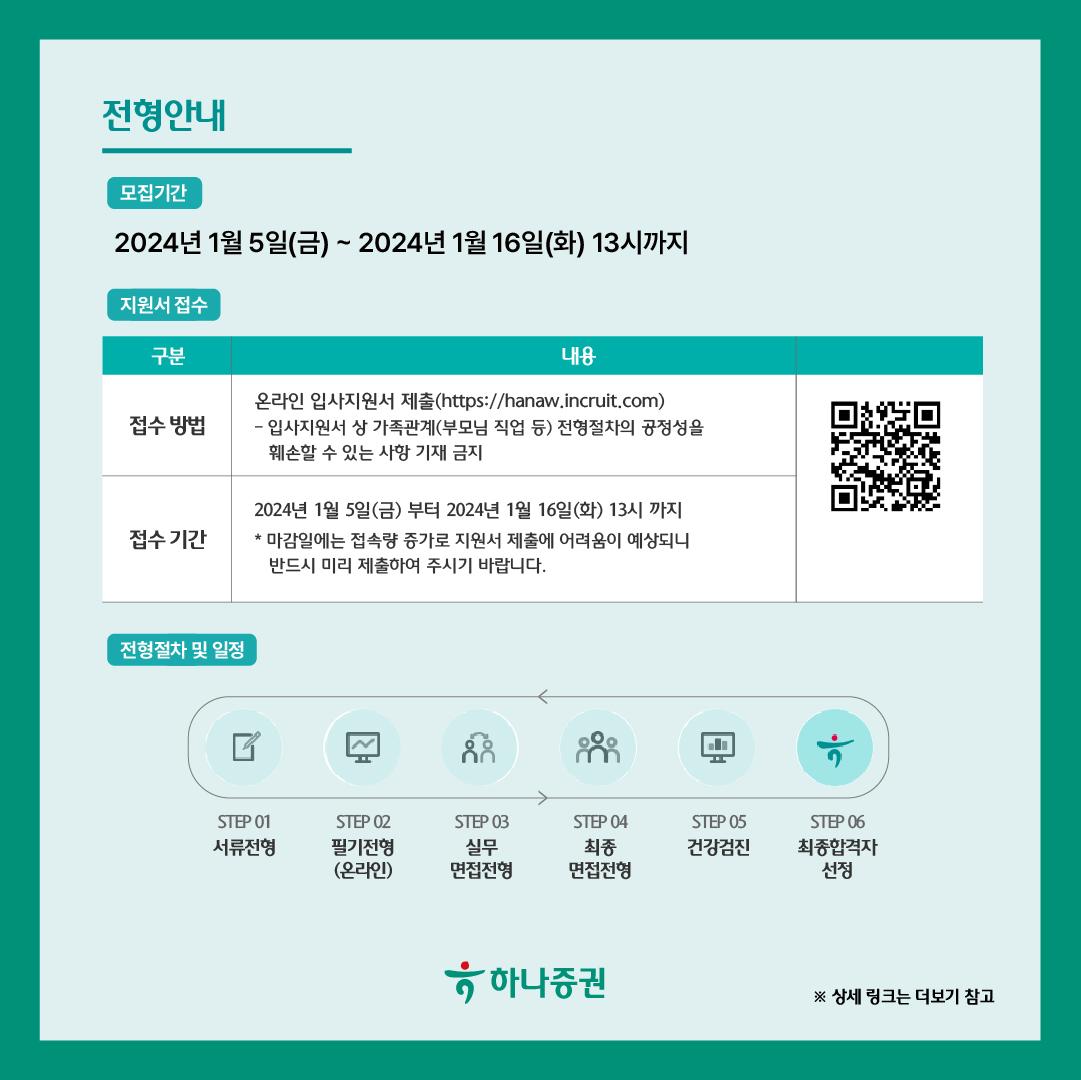 전형안내
모집기간
2024년 1월 5일(금) ~ 2024년 1월 16일(화) 13시까지
지원서 접수
구분 내용
접수 방법
온라인 입사지원서 제출(https://hanaw.incruit.com)
- 입사지원서 상 가족관계(부모님 직업 등) 전형절차의 공정성을
훼손할 수 있는 사항 기재 금지
접수 기간
2024년 1월 5일(금) 부터 2024년 1월 16일(화) 13시 까지
* 마감일에는 접속량 증가로 지원서 제출에 어려움이 예상되니
반드시 미리 제출하여 주시기 바랍니다.
전형절차 및 일정
STEP 01
서류전형
STEP 02
필기전형
(온라인)
STEP 03
실무
면접전형
STEP 04
최종
면접전형
STEP 05
건강검진
STEP 06
최종합격자
선정
하나증권
※ 상세 링크는 더보기 참고